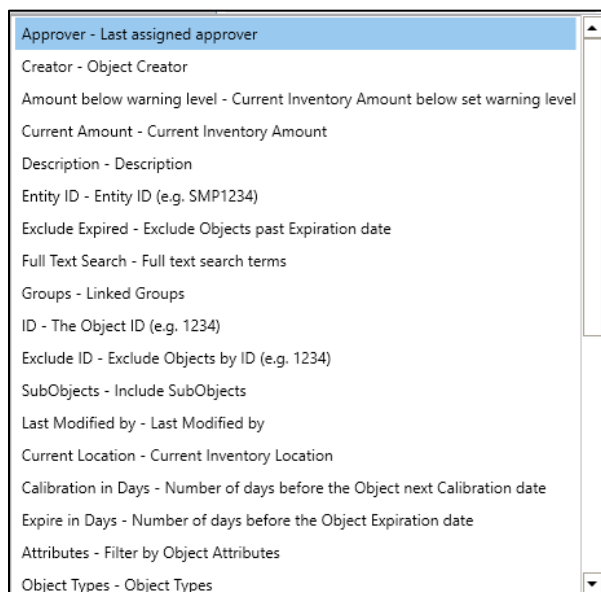 Approver - Last assigned approver
Creator - Object Creator
Amount below warning level - Current Inventory Amount below set warning level
Current Amount - Current Inventory Amount
Description - Description
Entity ID - Entity ID (e.g. SMP1234)
Exclude Expired - Exclude Objects past Expiration date
Full Text Search - Full text search terms
Groups - Linked Groups
ID - The Object ID (e.g. 1234)
Exclude ID - Exclude Objects by ID (e.g. 1234)
SubObjects - Include SubObjects
Last Modified by - Last Modified by
Current Location - Current Inventory Location
Calibration in Days - Number of days before the Object next Calibration date
Expire in Days - Number of days before the Object Expiration date
Attributes - Filter by Object Attributes
Object Types - Object Types